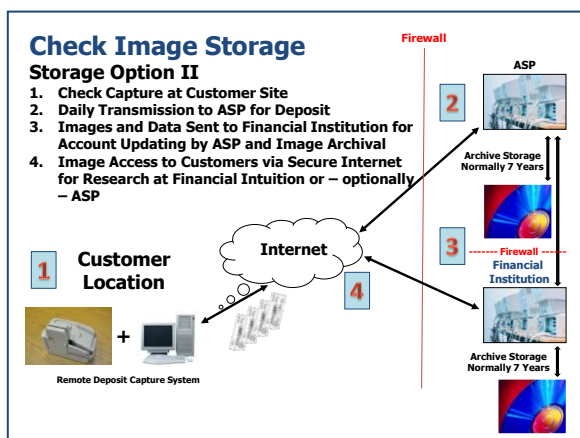 Check Image Storage
Firewall
Storage Option II
1. Check Capture at Customer Site
2. Daily Transmission to ASP for Deposit
3. Images and Data Sent to Financial Institution for
Account Updating by ASP and Image Archival
4. Image Access to Customers via Secure Internet
for Research at Financial Intuition or – optionally
– ASP
ASP
2
Archive Storage
Normally 7 Years
3
Firewall
Financial
Institution
Internet
1
Customer
Location
4
+
Remote Deposit Capture System
Archive Storage
Normally 7 Years